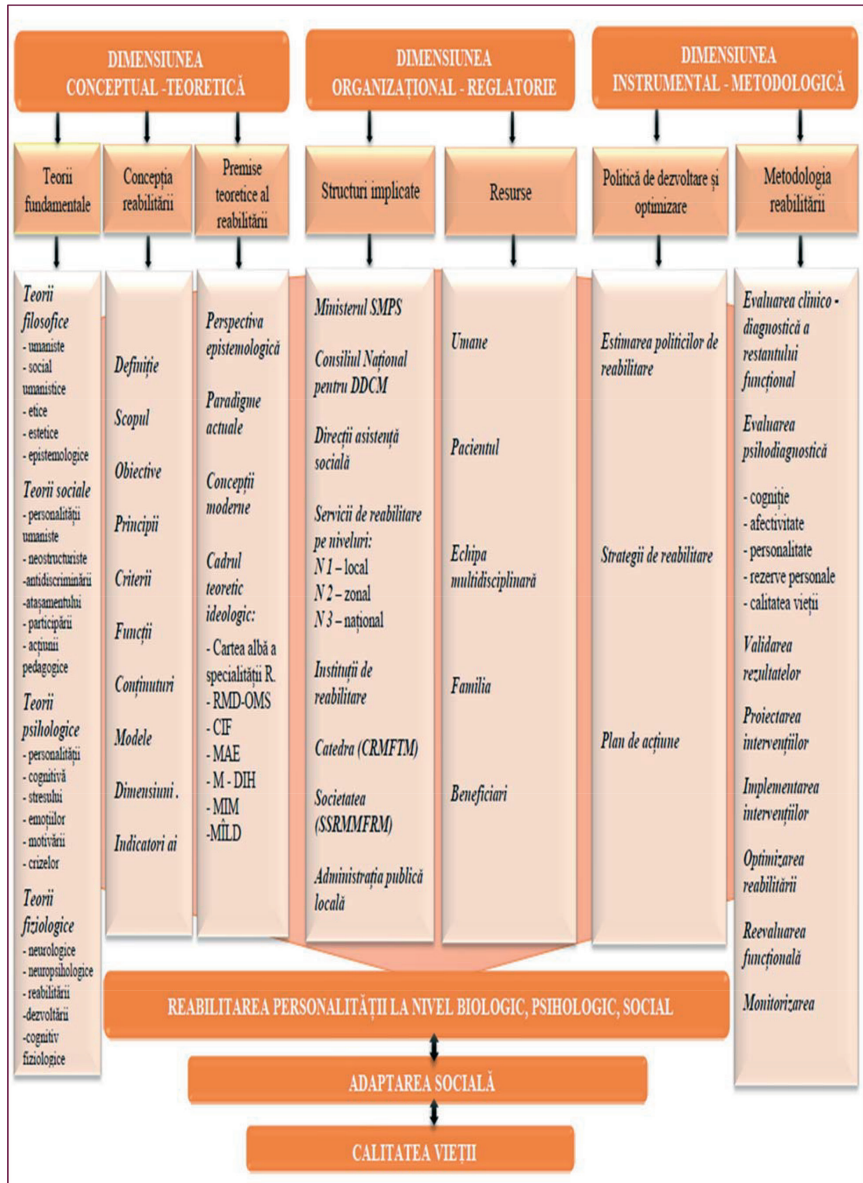 DIMENSIUNEA
CONCEPTUAL -TEORETICĂ
DIMENSIUNEA
ORGANIZAȚIONAL - REGLATORIE
DIMENSIUNEA
INSTRUMENTAL - METODOLOGICĂ
Teorii
fundamentale
Concepția
reabilitării
Premise
teoretice al
reabilitării
Structuri implicate
Resurse
Politică de dezvoltare și
optimizare
Metodologia
reabilitării
Teorii
filosofice
- umaniste
- social
umanistice
- etice
- estetice
- epistemologice
Teorii sociale
- personalității
umaniste
- neostructuriste
-antidiscriminării
-atașamentului
- participării
- acțiunii
pedagogice
Teorii
psihologice
- personalității
- cognitivă
- stresului
- emoțiilor
- motivării
- crizelor
Teorii
fiziologice
- neurologice
- neuropsihologice
- reabilitării
-dezvoltării
-cognitiv
fiziologice
Definiție
Scopul
Obiective
Principii
Criterii
Funcții
Conținuturi
Modele
Dimensiuni .
Indicatori ai
Perspectiva
epistemologică
Paradigme
actuale
Concepții
moderne
Cadrul
teoretic
ideologic:
- Cartea albă a
specialității R.
- RMD-OMS
- CIF
- MAE
- M - DIH
- MIM
-MÎLD
Ministerul SMPS
Consiliul Național
pentru DDCM
Direcții asistență
socială
Servicii de reabilitare
pe niveluri:
N 1 – local
N 2 – zonal
N 3 – național
Instituții de
reabilitare
Catedra (CRMFTM)
Societatea
(SSRMMFRM)
Administrația publică
locală
Umane
Pacientul
Echipa
multidisciplinară
Familia
Beneficiari
Estimarea politicilor de
reabilitare
Strategii de reabilitare
Plan de acțiune
Evaluarea clinico -
diagnostică a
restantului
funcțional
Evaluarea
psihodiagnostică
- cogniție
- afectivitate
- personalitate
- rezerve personale
- calitatea vieții
Validarea
rezultatelor
Proiectarea
intervențiilor
Implementarea
intervențiilor
Optimizarea
reabilitării
Reevaluarea
funcțională
Monitorizarea
REABILITAREA PERSONALITĂȚII LA NIVEL BIOLOGIC, PSIHOLOGIC, SOCIAL
ADAPTAREA SOCIALĂ
CALITATEA VIEȚII